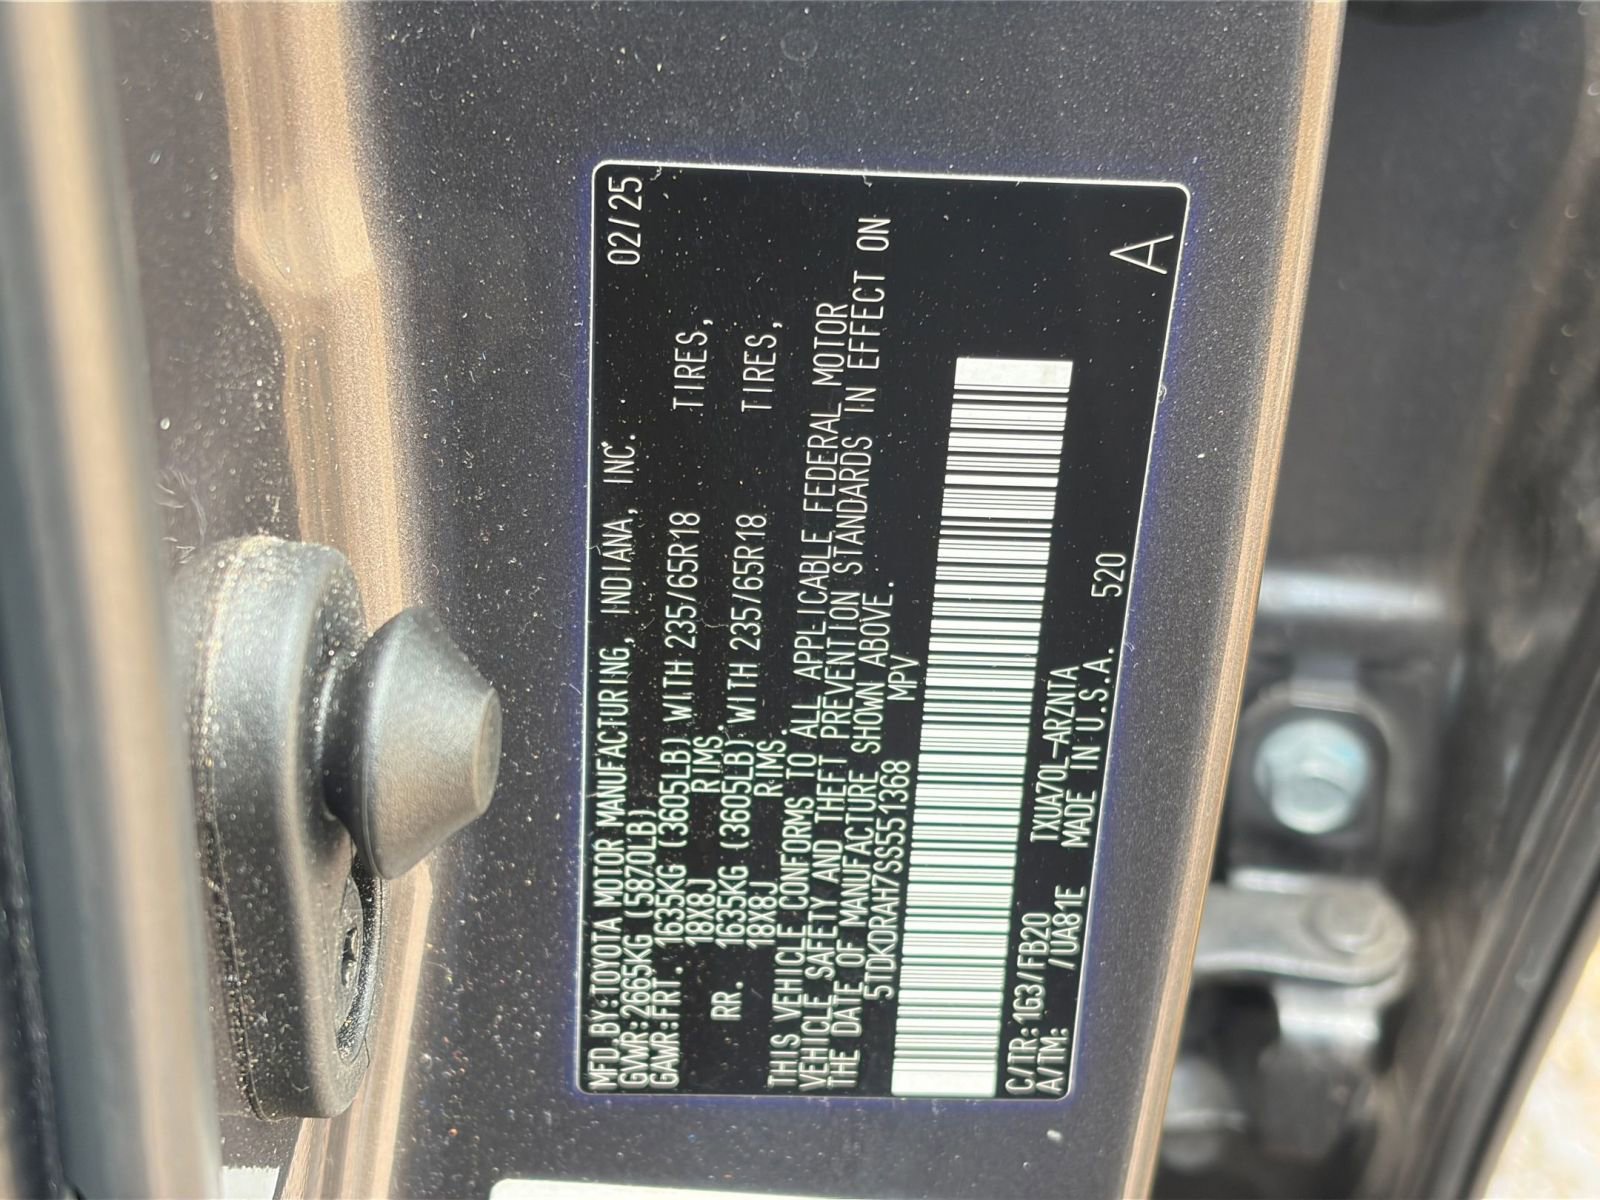 MFD.BY:TOYOTA MOTOR MANUFACTURING, INDIANA, INC. 02/25
GVWR:2665KG (5870LB)
GAWR:FRT. 1635KG (3605LB) WITH 235/65R18 TIRES,
18X8J RIMS.
RR. 1635KG (3605LB) WITH 235/65R18 TIRES,
18X8J RIMS.
THIS VEHICLE CONFORMS TO ALL APPLICABLE FEDERAL MOTOR
VEHICLE SAFETY AND THEFT PREVENTION STANDARDS IN EFFECT ON
THE DATE OF MANUFACTURE SHOWN ABOVE.
5TDKDRAH7SS551368 MPV
C/TR:1G3/FB20 TXUA70L-ARZNTA
A/TM: /UA81E MADE IN U.S.A. 520 A